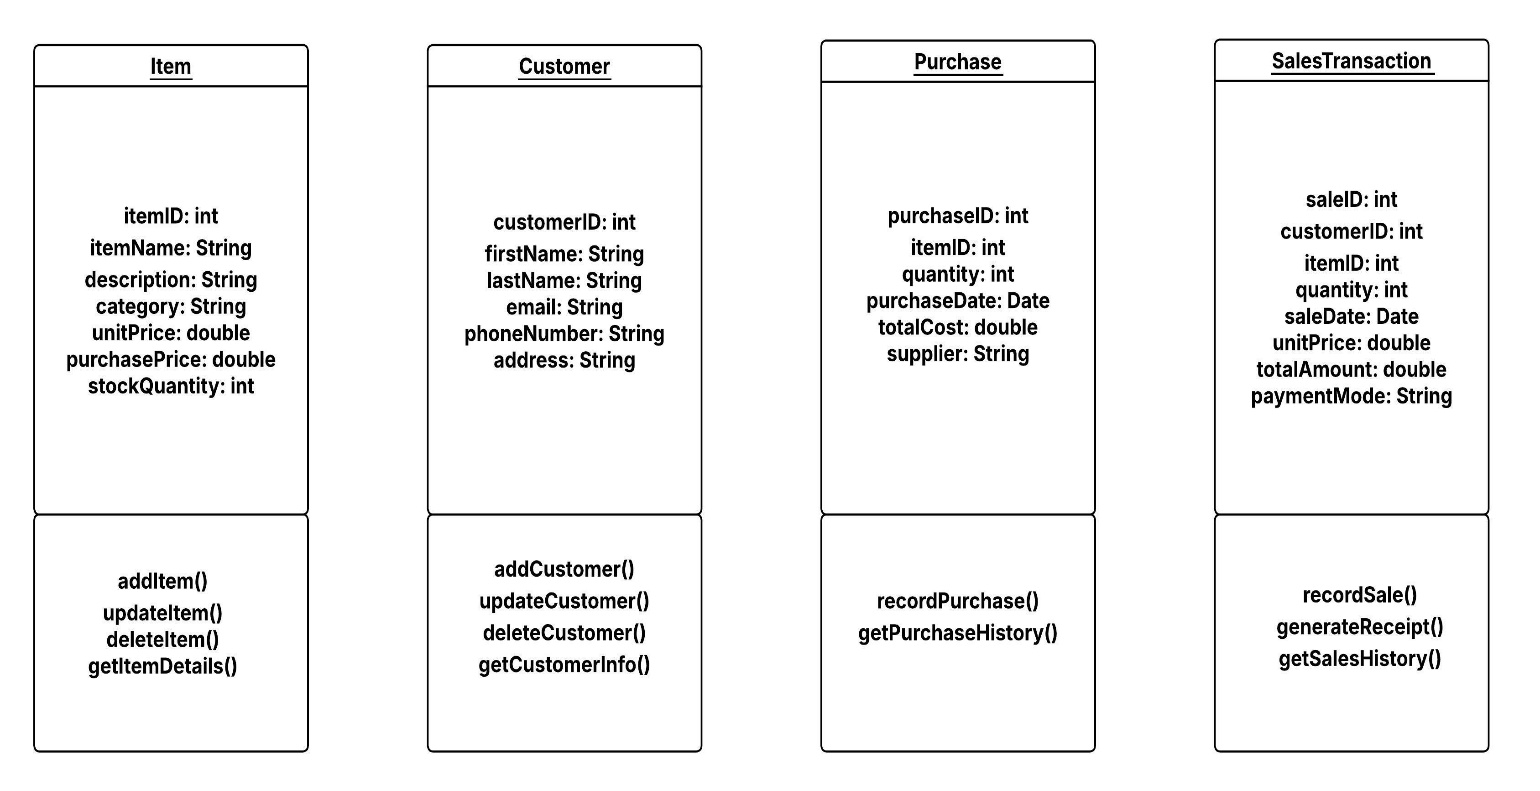 Item
itemID: int
itemName: String
description: String
category: String
unitPrice: double
purchasePrice: double
stockQuantity: int
addItem()
updateItem()
deleteItem()
getItemDetails()
Customer
customerID: int
firstName: String
lastName: String
email: String
phoneNumber: String
address: String
addCustomer()
updateCustomer()
deleteCustomer()
getCustomerInfo()
Purchase
purchaseID: int
itemID: int
quantity: int
purchaseDate: Date
totalCost: double
supplier: String
recordPurchase()
getPurchaseHistory()
SalesTransaction
saleID: int
customerID: int
itemID: int
quantity: int
saleDate: Date
unitPrice: double
totalAmount: double
paymentMode: String
recordSale()
generateReceipt()
getSalesHistory()